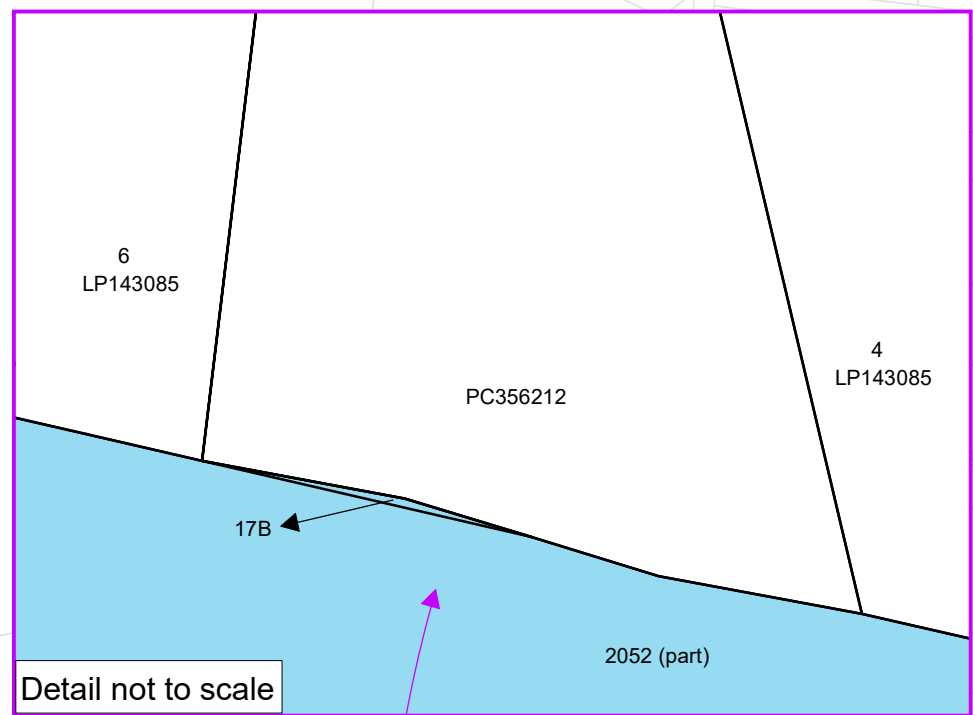 6
LP143085
4
LP143085
PC356212
17B
2052 (part)
Detail not to scale